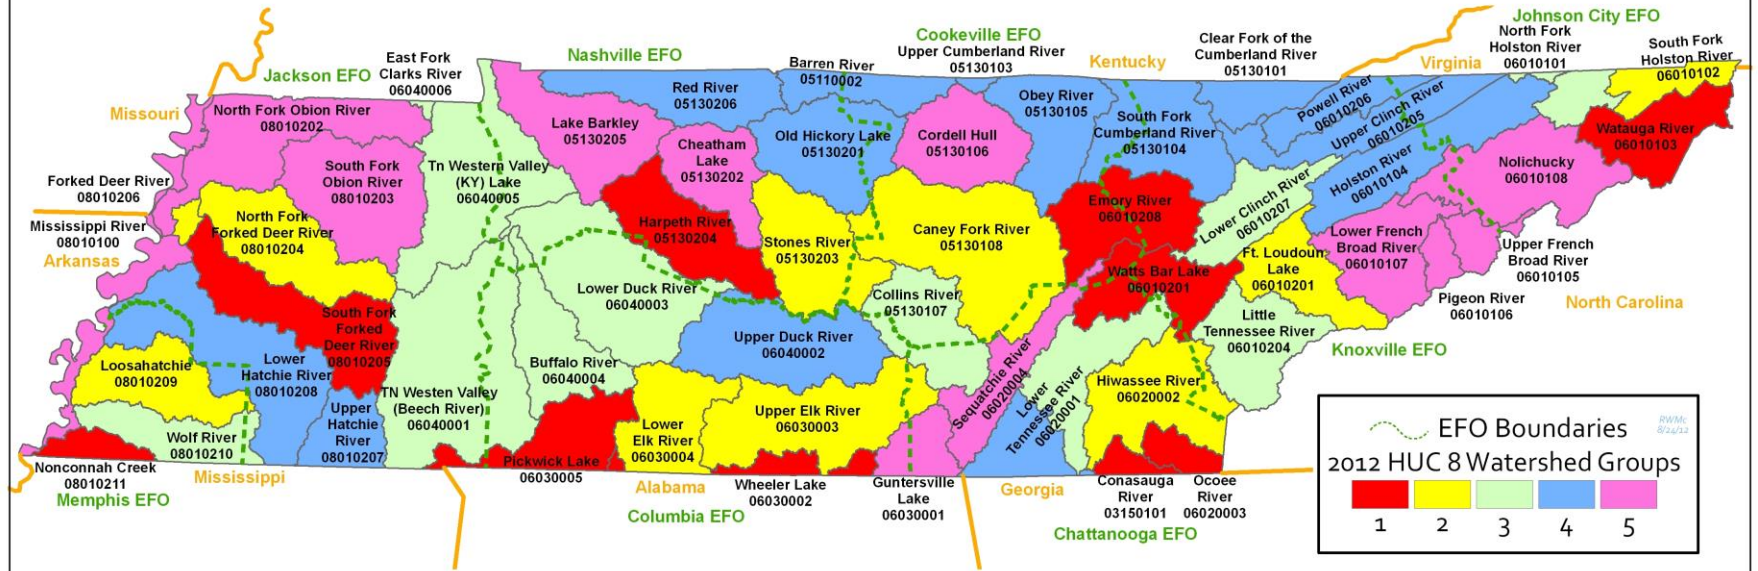 Johnson City EFO
Cookeville EFO
Nashville EFO
Jackson EFO
East Fork
Clarks River
06040006
Barren River
05110002
Upper Cumberland River
05130103
Kentucky
Clear Fork of the
Cumberland River
05130101
Virginia
North Fork
Holston River
06010101
South Fork
Holston River
06010102
Missouri
North Fork Obion River
08010202
Red River
05130206
Obey River
05130105
Powell River
06010206
Upper Clinch River
06010205
Lake Barkley
05130205
Old Hickory Lake
05130201
Cordell Hull
05130106
South Fork
Cumberland River
05130104
Watauga River
06010103
Cheatham
Lake
05130202
South Fork
Obion River
08010203
Tn Western Valley
(KY) Lake
06040005
Holston River
06010104
Nolichucky
06010108
Forked Deer River
08010206
Mississippi River
08010100
Arkansas
North Fork
Forked Deer River
08010204
Harpeth River
05130204
Stones River
05130203
Caney Fork River
05130108
Emory River
06010208
Lower Clinch River
06010207
Lower French
Broad River
06010107
Upper French
Broad River
06010105
Ft. Loudoun
Lake
06010201
Watts Bar Lake
06010201
Lower Duck River
06040003
Collins River
05130107
Pigeon River
06010106
North Carolina
South Fork
Forked
Deer River
08010205
Upper Duck River
06040002
Little
Tennessee River
06010204
Knoxville EFO
Loosahatchie
08010209
Lower
Hatchie River
08010208
Buffalo River
06040004
Sequatchie River
06020004
Lower
Tennessee River
06020001
Hiwassee River
06020002
TN Westen Valley
(Beech River)
06040001
Upper
Hatchie
River
08010207
Lower
Elk River
06030004
Upper Elk River
06030003
Wolf River
08010210
Nonconnah Creek
08010211
Memphis EFO
Mississippi
Pickwick Lake
06030005
Alabama
Columbia EFO
Wheeler Lake
06030002
Guntersville
Lake
06030001
Georgia
Conasauga
River
03150101
Ocoee
River
06020003
Chattanooga EFO
EFO Boundaries
RWMc
8/24/12
2012 HUC 8 Watershed Groups
1 2 3 4 5